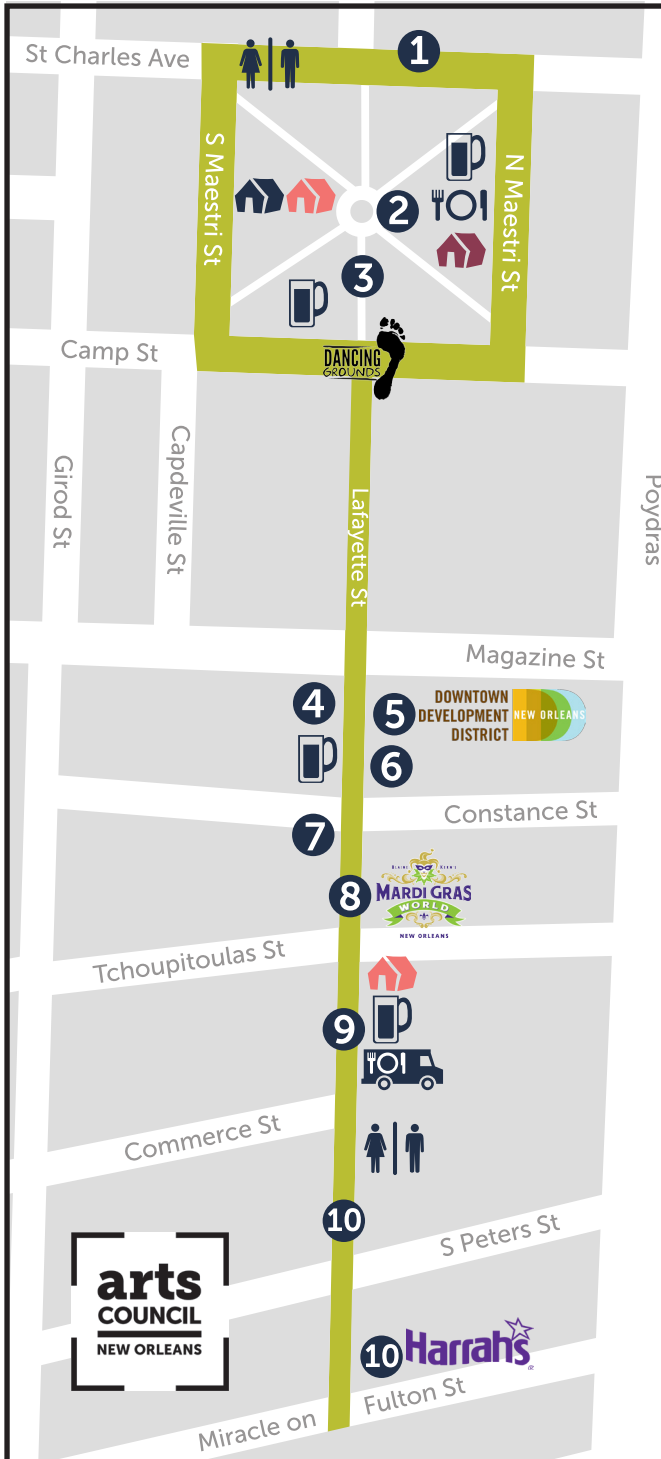 St Charles Ave
1
S Maestri St
N Maestri St
2
3
Camp St
DANCING
GROUNDS
Girod St
Capdeville St
Lafayette St
Poydras
Magazine St
4
5
DOWNTOWN
DEVELOPMENT
DISTRICT
NEW ORLEANS
6
Constance St
7
8
BLAINE KERN'S
MARDI GRAS
WORLD
NEW ORLEANS
Tchoupitoulas St
9
Commerce St
10
S Peters St
arts
COUNCIL
NEW ORLEANS
10
Harrah's
Fulton St
Miracle on